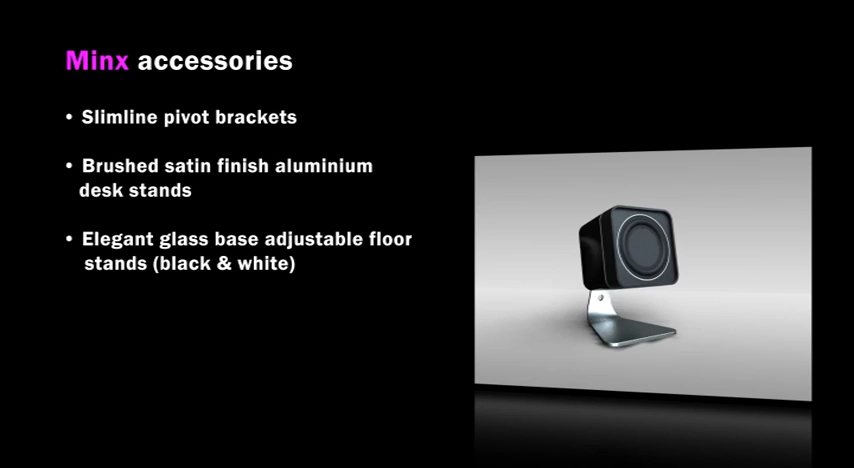 Minx accessories
• Slimline pivot brackets
• Brushed satin finish aluminium
desk stands
• Elegant glass base adjustable floor
stands (black & white)